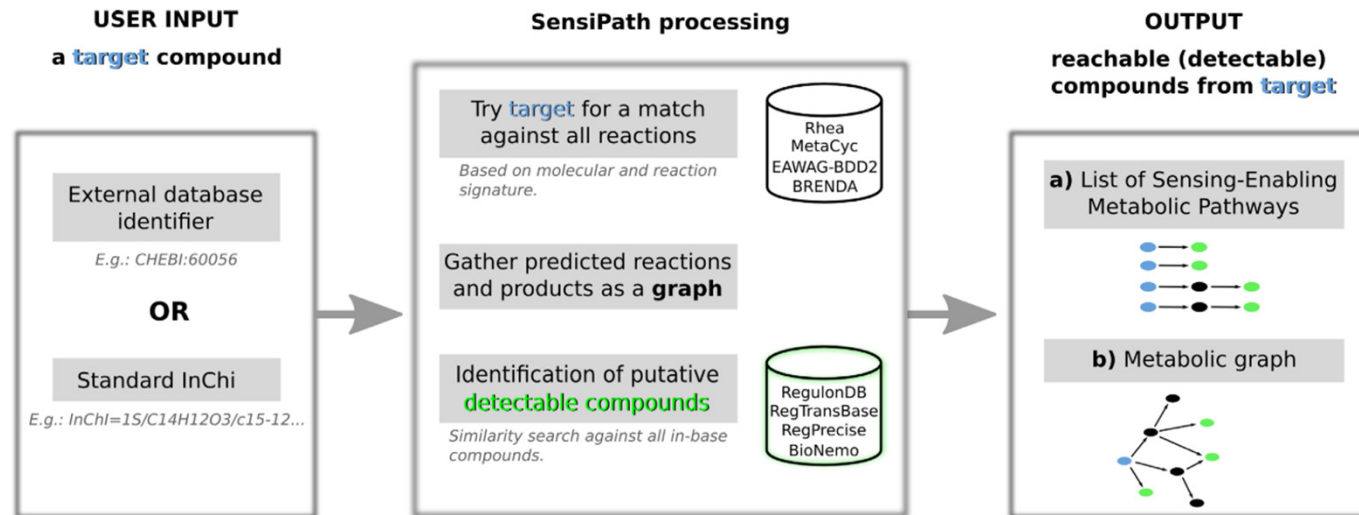 USER INPUT
a target compound
External database
identifier
E.g.: CHEBI:60056
OR
Standard InChi
E.g.: InChI=1S/C14H12O3/c15-12...
SensiPath processing
Try target for a match
against all reactions
Based on molecular and reaction
signature.
Rhea
MetaCyc
EAWAG-BDD2
BRENDA
Gather predicted reactions
and products as a graph
Identification of putative
detectable compounds
Similarity search against all in-base
compounds.
RegulonDB
RegTransBase
RegPrecise
BioNemo
OUTPUT
reachable (detectable)
compounds from target
a) List of Sensing-Enabling
Metabolic Pathways
b) Metabolic graph